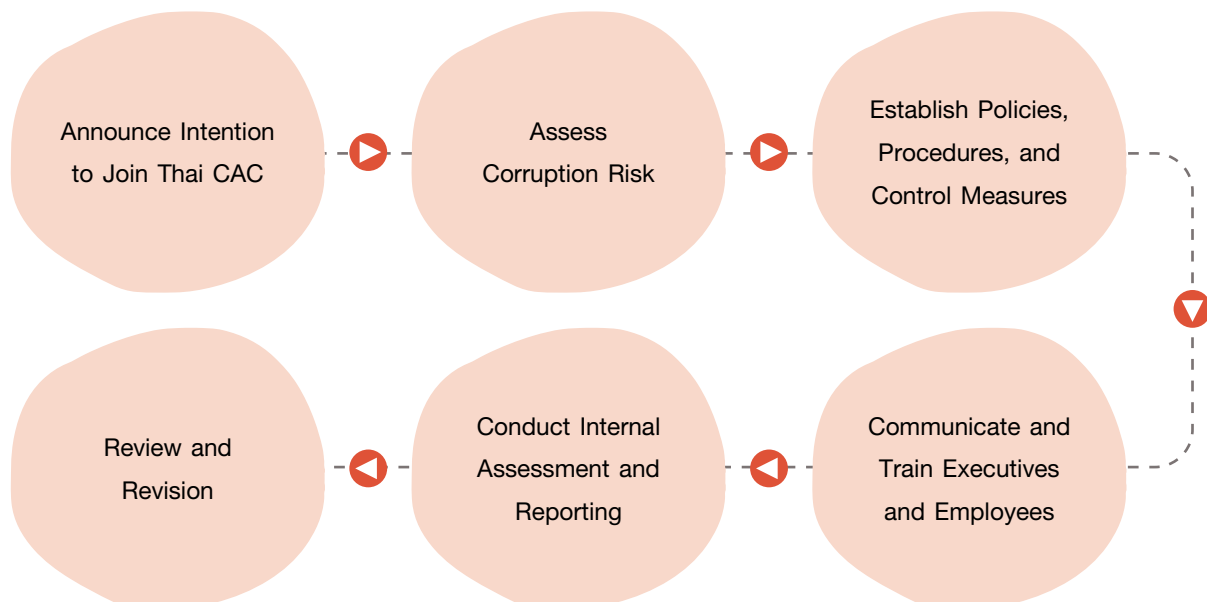 Announce Intention
to Join Thai CAC
Assess
Corruption Risk
Establish Policies,
Procedures, and
Control Measures
Communicate and
Train Executives
and Employees
Conduct Internal
Assessment and
Reporting
Review and
Revision